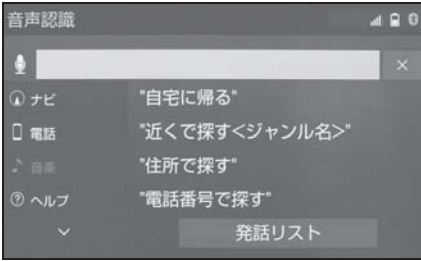 音声認識
ナビ
"自宅に帰る"
電話
"近くで探す<ジャンル名>"
音楽
"住所で探す"
ヘルプ
"電話番号で探す"
発話リスト